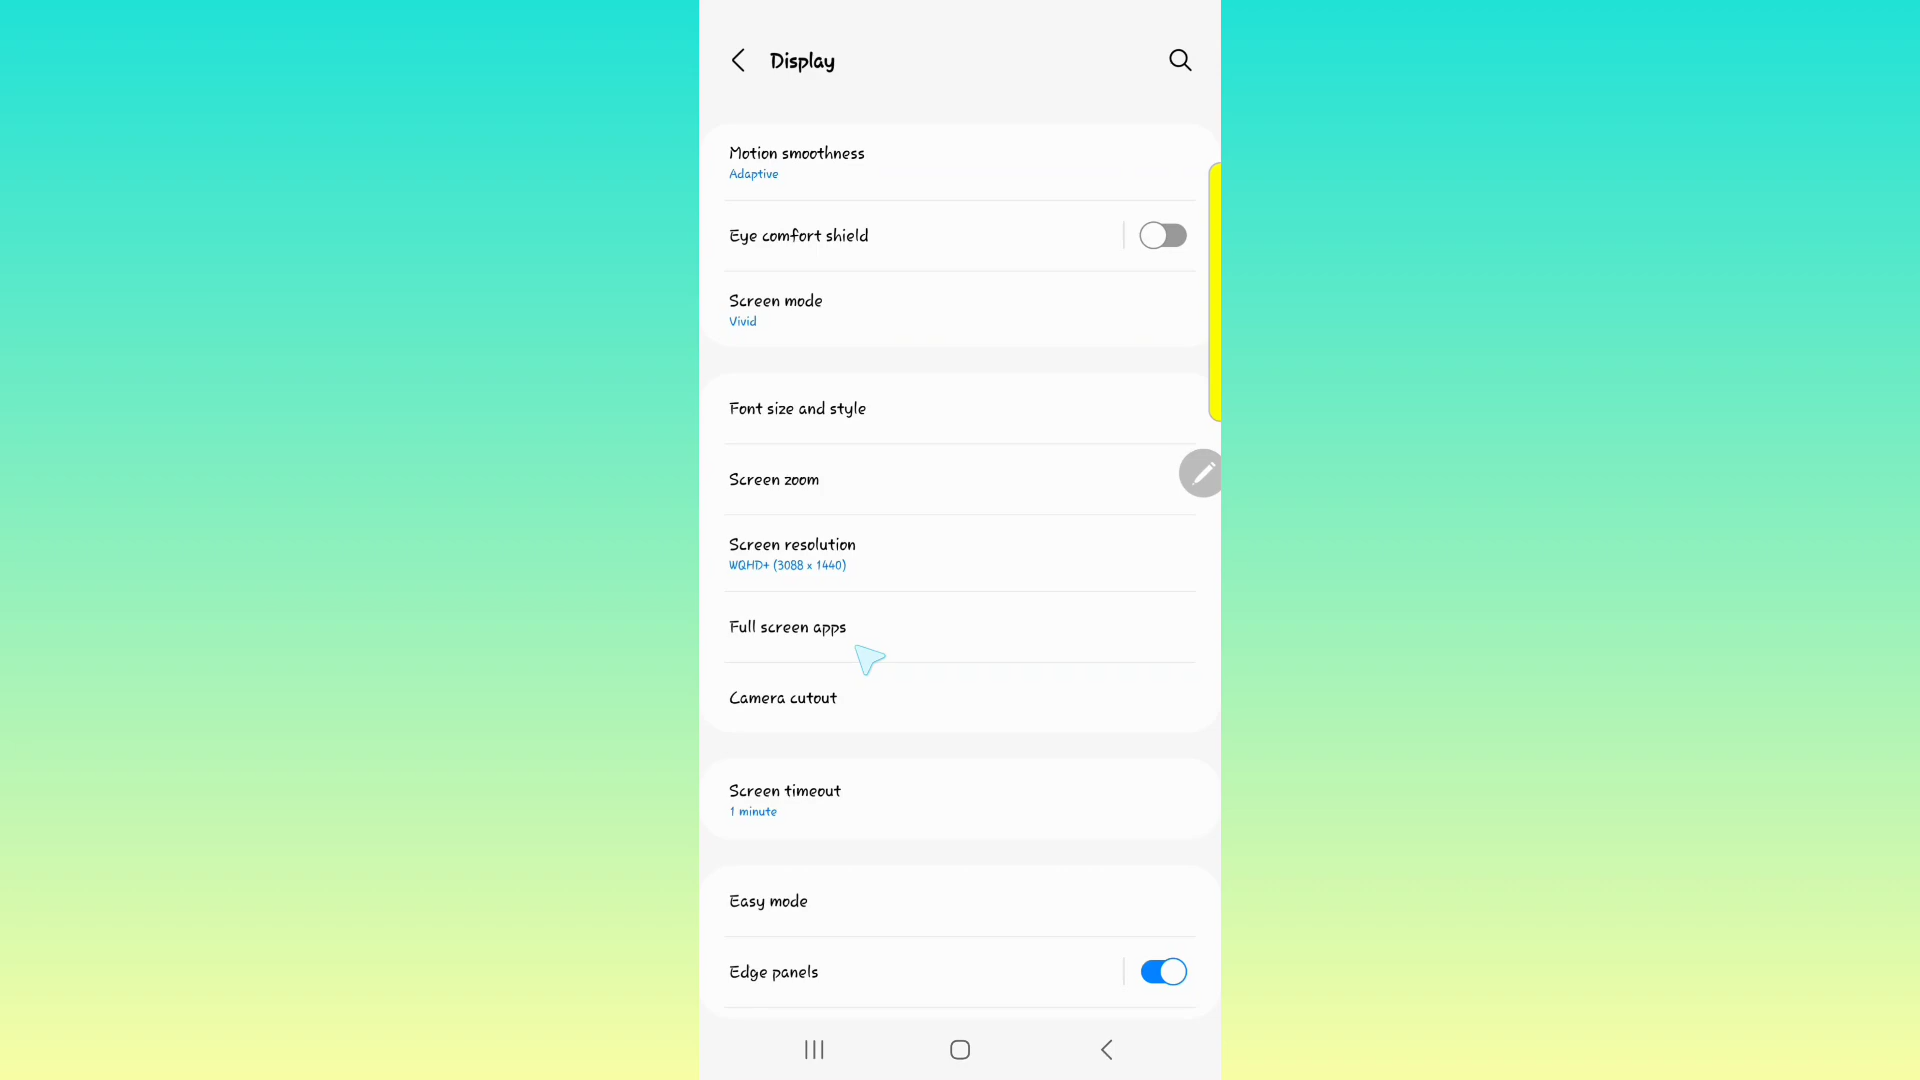 Display
Motion smoothness
Adaptive
Eye comfort shield
Screen mode
Vivid
Font size and style
Screen zoom
Screen resolution
WQHD+ (3088 x 1440)
Full screen apps
Camera cutout
Screen timeout
1 minute
Easy mode
Edge panels